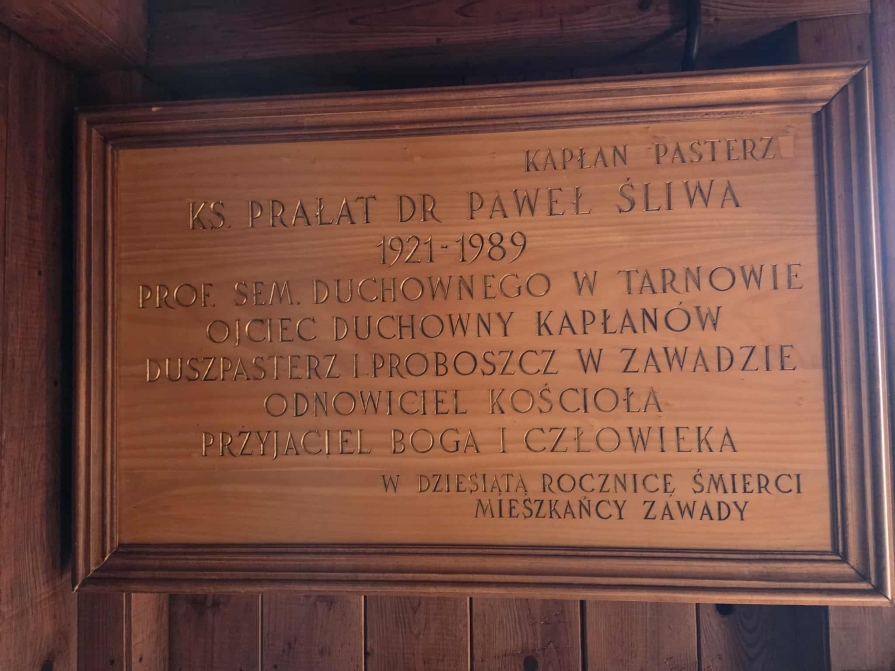 KAPŁAN PASTERZ
KS. PRAŁAT DR PAWEŁ ŚLIWA
1921-1989
PROF. SEM. DUCHOWNEGO W TARNOWIE
OJCIEC DUCHOWNY KAPŁANÓW
DUSZPASTERZ I PROBOSZCZ W ZAWADZIE
ODNOWICIEL KOŚCIOŁA
PRZYJACIEL BOGA I CZŁOWIEKA
W DZIESIĄTĄ ROCZNICĘ ŚMIERCI
MIESZKAŃCY ZAWADY